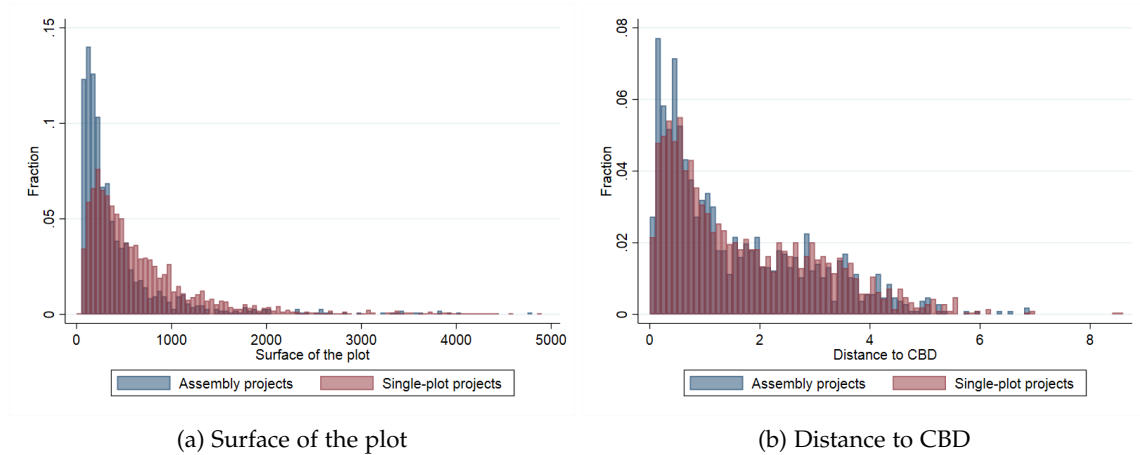 .15
.1
.05
0
Fraction
0 1000 2000 3000 4000 5000
Surface of the plot
Assembly projects Single-plot projects
(a) Surface of the plot
.08
.06
.04
.02
0
Fraction
0 2 4 6 8
Distance to CBD
Assembly projects Single-plot projects
(b) Distance to CBD